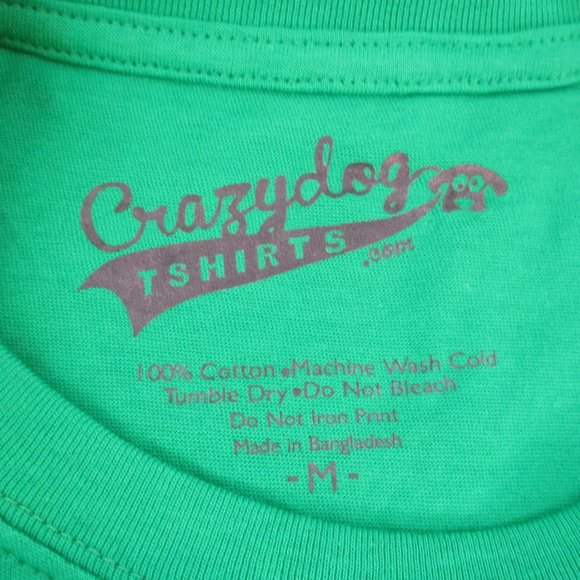 Crazydog
TSHIRTS
.com
100% Cotton •Machine Wash Cold
Tumble Dry •Do Not Bleach
Do Not Iron Print
Made in Bangladesh
- M -